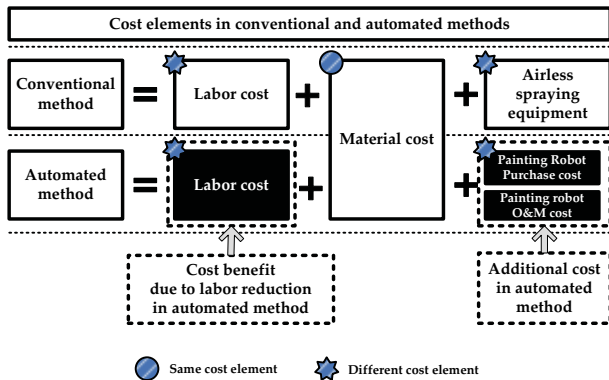 Cost elements in conventional and automated methods
Conventional
method
=
Labor cost
+
Material cost
+
Airless
spraying
equipment
Automated
method
=
Labor cost
+
+
Painting Robot
Purchase cost
Painting robot
O&M cost
Cost benefit
due to labor reduction
in automated method
Additional cost
in automated
method
Same cost element
Different cost element